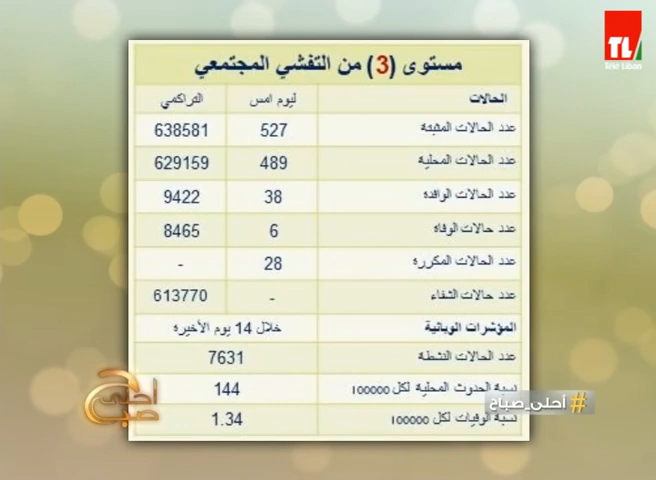 TL
Télé Liban
مستوى (3) من التفشي المجتمعي
الحالات ليوم امس التراكمي
عدد الحالات المثبتة 527 638581
عدد الحالات المحلية 489 629159
عدد الحالات الوافدة 38 9422
عدد حالات الوفاة 6 8465
عدد الحالات المكررة 28 -
عدد حالات الشفاء - 613770
المؤشرات الوبائية خلال 14 يوم الأخيرة
عدد الحالات النشطة 7631
نسبة الحدوث المحلية لكل 100000 144
نسبة الوفيات لكل 100000 1.34
#أحلى_صباح
أحلى صباح